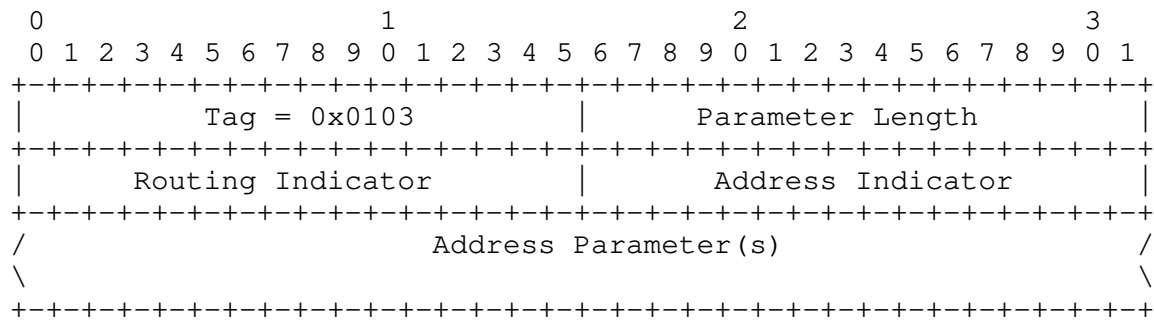 0                   1                   2                   3
 0 1 2 3 4 5 6 7 8 9 0 1 2 3 4 5 6 7 8 9 0 1 2 3 4 5 6 7 8 9 0 1
+-+-+-+-+-+-+-+-+-+-+-+-+-+-+-+-+-+-+-+-+-+-+-+-+-+-+-+-+-+-+-+-+
|          Tag = 0x0103         |      Parameter Length         |
+-+-+-+-+-+-+-+-+-+-+-+-+-+-+-+-+-+-+-+-+-+-+-+-+-+-+-+-+-+-+-+-+
|      Routing Indicator        |       Address Indicator       |
+-+-+-+-+-+-+-+-+-+-+-+-+-+-+-+-+-+-+-+-+-+-+-+-+-+-+-+-+-+-+-+-+
/                       Address Parameter(s)                    /
\                                                               \
+-+-+-+-+-+-+-+-+-+-+-+-+-+-+-+-+-+-+-+-+-+-+-+-+-+-+-+-+-+-+-+-+